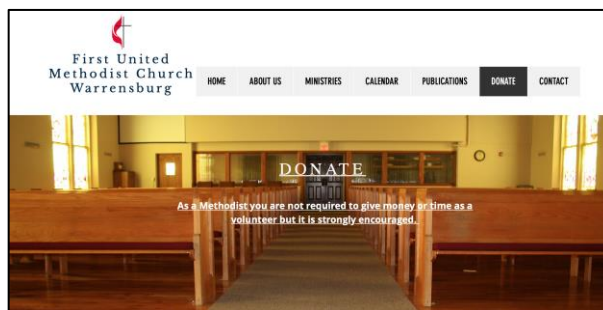 First United
Methodist Church
Warrensburg
HOME ABOUT US MINISTRIES CALENDAR PUBLICATIONS DONATE CONTACT
DONATE
As a Methodist you are not required to give money or time as a
volunteer but it is strongly encouraged.